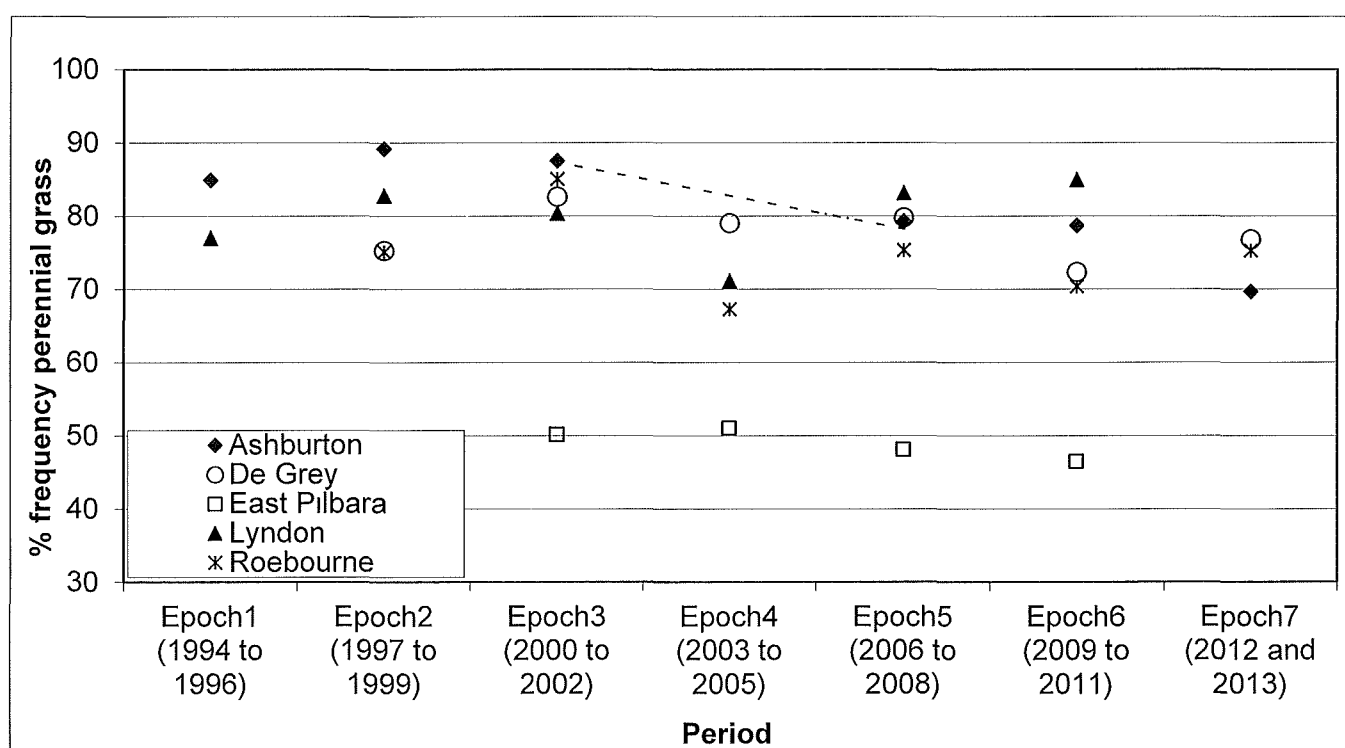 % frequency perennial grass
100
90
80
70
60
50
40
30
Ashburton
De Grey
East Pilbara
Lyndon
Roebourne
Epoch1
(1994 to
1996)
Epoch2
(1997 to
1999)
Epoch3
(2000 to
2002)
Epoch4
(2003 to
2005)
Epoch5
(2006 to
2008)
Epoch6
(2009 to
2011)
Epoch7
(2012 and
2013)
Period